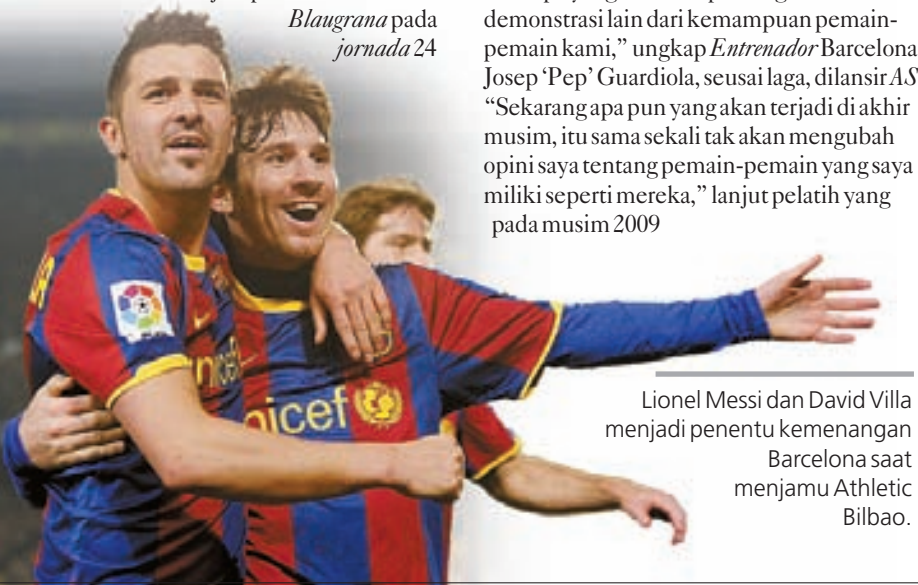 Blaugrana pada
jornada 24
demonstrasi lain dari kemampuan pemain-
pemain kami,” ungkap Entrenador Barcelona
Josep ‘Pep’ Guardiola, seusai laga, dilansir AS
“Sekarang apa pun yang akan terjadi di akhir
musim, itu sama sekali tak akan mengubah
opini saya tentang pemain-pemain yang saya
miliki seperti mereka,” lanjut pelatih yang
pada musim 2009
unicef
Lionel Messi dan David Villa
menjadi penentu kemenangan
Barcelona saat
menjamu Athletic
Bilbao.